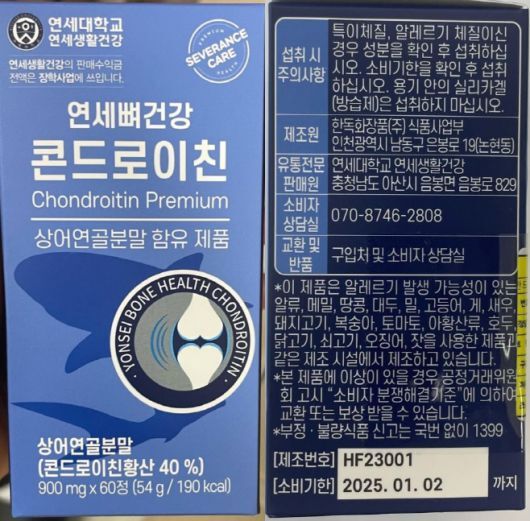 연세대학교
연세생활건강
연세생활건강의 판매수익금
전액은 장학사업에 쓰입니다.
PREMIUM
SEVERANCE
CARE
HEALTH
연세뼈건강
콘드로이친
Chondroitin Premium
상어연골분말 함유 제품
YONSEI BONE HEALTH CHONDROITIN
상어연골분말
(콘드로이친황산 40 %)
900 mg x 60정 (54 g / 190 kcal)
섭취 시
주의사항
특이체질, 알레르기 체질이신
경우 성분을 확인 후 섭취하십
시오. 소비기한을 확인 후 섭취
하십시오. 용기 안의 실리카겔
(방습제)은 섭취하지 마십시오.
제조원
한독화장품(주) 식품사업부
인천광역시 남동구 은봉로 19(논현동)
유통전문
판매원
연세대학교 연세생활건강
충청남도 아산시 음봉면 음봉로 829
소비자
상담실
070-8746-2808
교환 및
반품
구입처 및 소비자 상담실
*이 제품은 알레르기 발생 가능성이 있는
알류, 메밀, 땅콩, 대두, 밀, 고등어, 게, 새우,
돼지고기, 복숭아, 토마토, 아황산류, 호두,
닭고기, 쇠고기, 오징어, 잣을 사용한 제품과
같은 제조 시설에서 제조하고 있습니다.
*본 제품에 이상이 있을 경우 공정거래위원
회 고시 "소비자 분쟁해결기준" 에 의하여
교환 또는 보상 받을 수 있습니다.
*부정 · 불량식품 신고는 국번 없이 1399
[제조번호] HF23001
[소비기한] 2025. 01. 02 까지